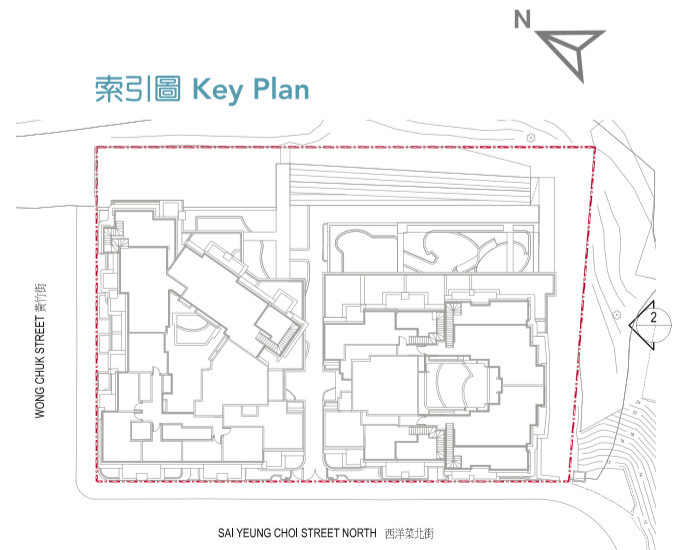 N
索引圖 Key Plan
WONG CHUK STREET 黃竹街
2
SAI YEUNG CHOI STREET NORTH 西洋菜北街